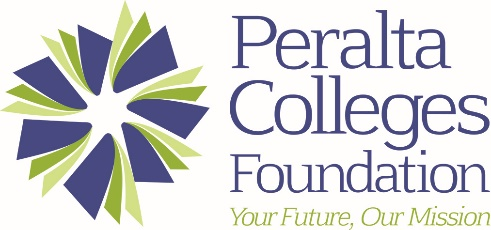 Peralta
Colleges
Foundation
Your Future, Our Mission